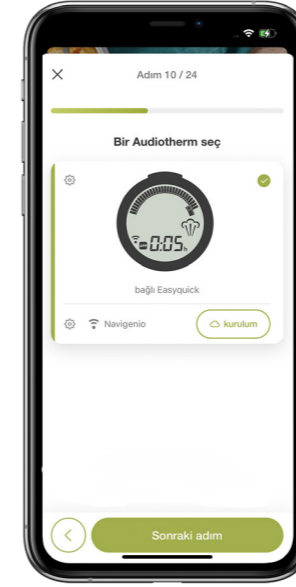 Adım 10 / 24
Bir Audiotherm seç
0:05 h
bağlı Easyquick
Navigenio
kurulum
Sonraki adım